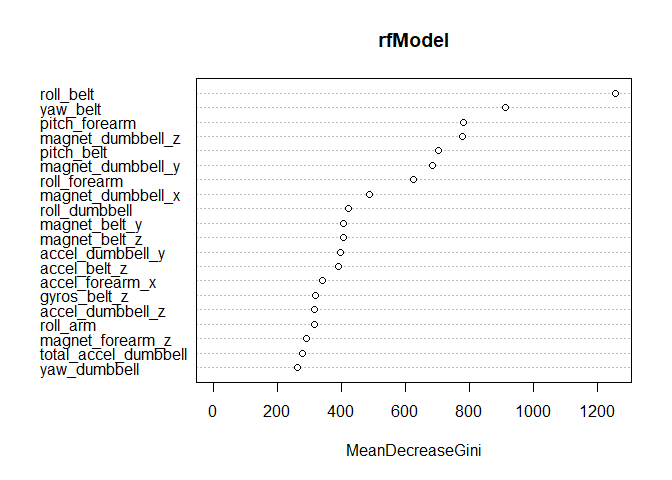 rfModel
roll_belt
yaw_belt
pitch_forearm
magnet_dumbbell_z
pitch_belt
magnet_dumbbell_y
roll_forearm
magnet_dumbbell_x
roll_dumbbell
magnet_belt_y
magnet_belt_z
accel_dumbbell_y
accel_belt_z
accel_forearm_x
gyros_belt_z
accel_dumbbell_z
roll_arm
magnet_forearm_z
total_accel_dumbbell
yaw_dumbbell
0 200 400 600 800 1000 1200
MeanDecreaseGini